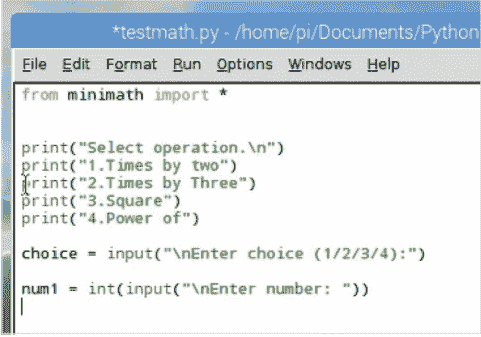 *testmath.py - /home/pi/Documents/Python
File Edit Format Run Options Windows Help
from minimath import *
print("Select operation.\n")
print("1.Times by two")
print("2.Times by Three")
print("3.Square")
print("4.Power of")
choice = input("\nEnter choice (1/2/3/4):")
num1 = int(input("\nEnter number: "))